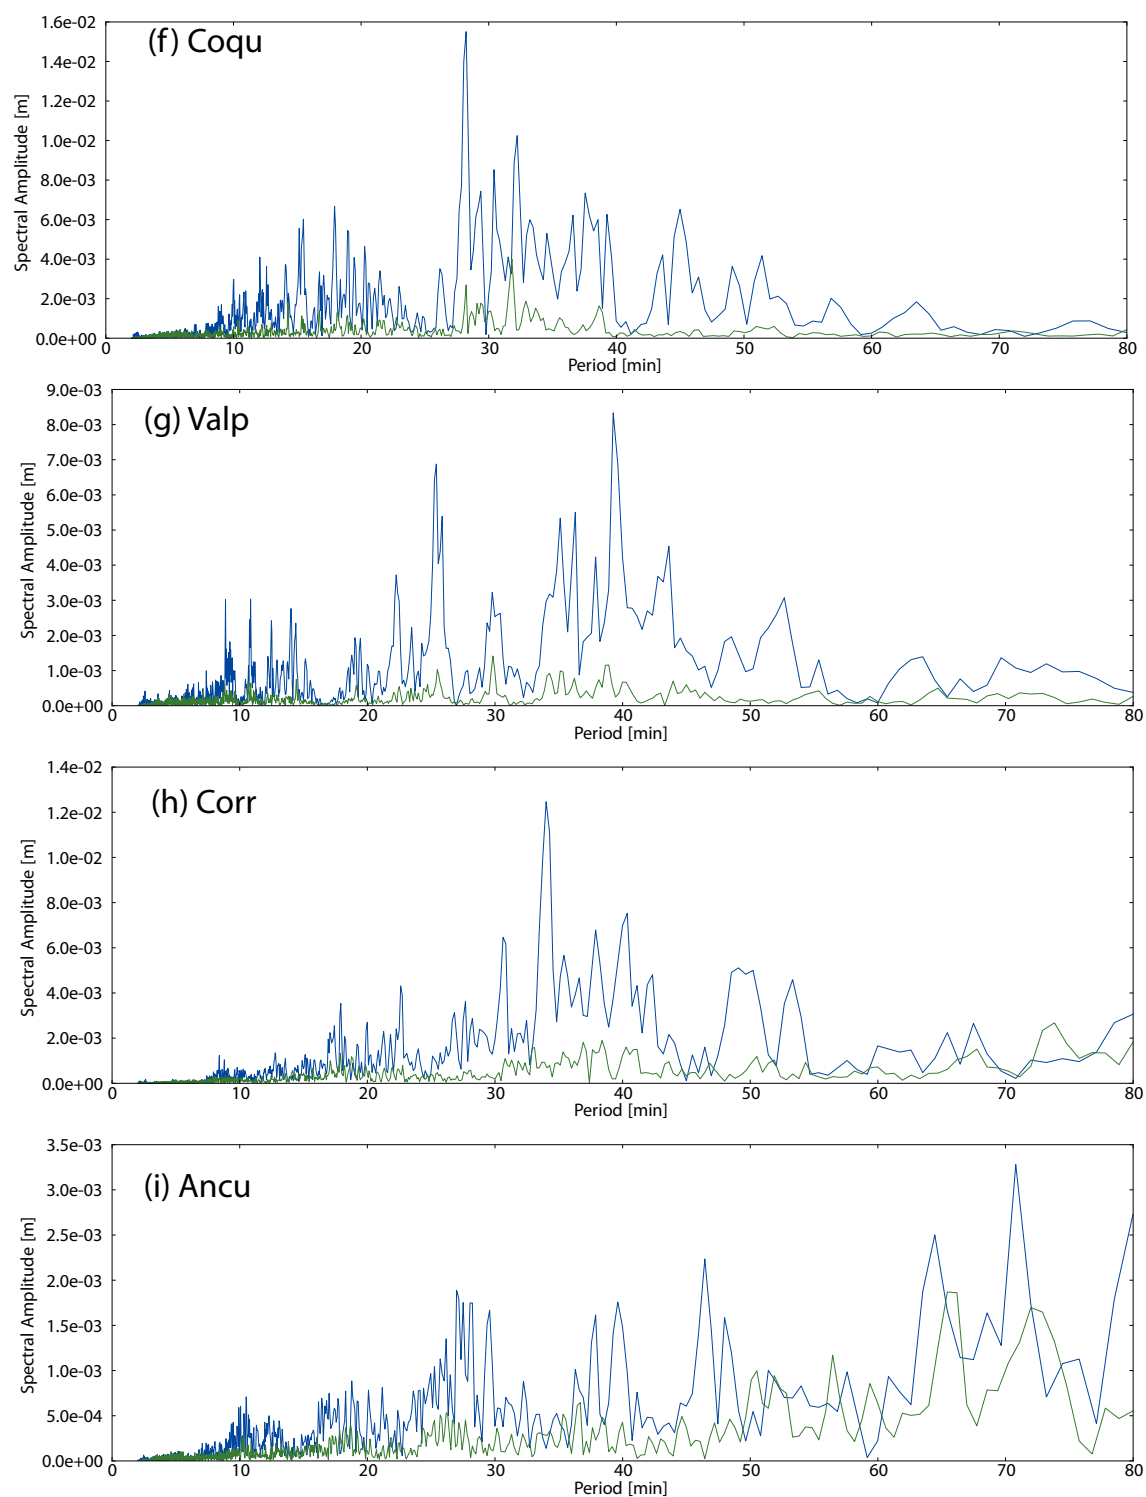 (f) Coqu
Spectral Amplitude [m]
1.6e-02
1.4e-02
1.2e-02
1.0e-02
8.0e-03
6.0e-03
4.0e-03
2.0e-03
0.0e+00
0 10 20 30 40 50 60 70 80
Period [min]
(g) Valp
Spectral Amplitude [m]
9.0e-03
8.0e-03
7.0e-03
6.0e-03
5.0e-03
4.0e-03
3.0e-03
2.0e-03
1.0e-03
0.0e+00
0 10 20 30 40 50 60 70 80
Period [min]
(h) Corr
Spectral Amplitude [m]
1.4e-02
1.2e-02
1.0e-02
8.0e-03
6.0e-03
4.0e-03
2.0e-03
0.0e+00
0 10 20 30 40 50 60 70 80
Period [min]
(i) Ancu
Spectral Amplitude [m]
3.5e-03
3.0e-03
2.5e-03
2.0e-03
1.5e-03
1.0e-03
5.0e-04
0.0e+00
0 10 20 30 40 50 60 70 80
Period [min]